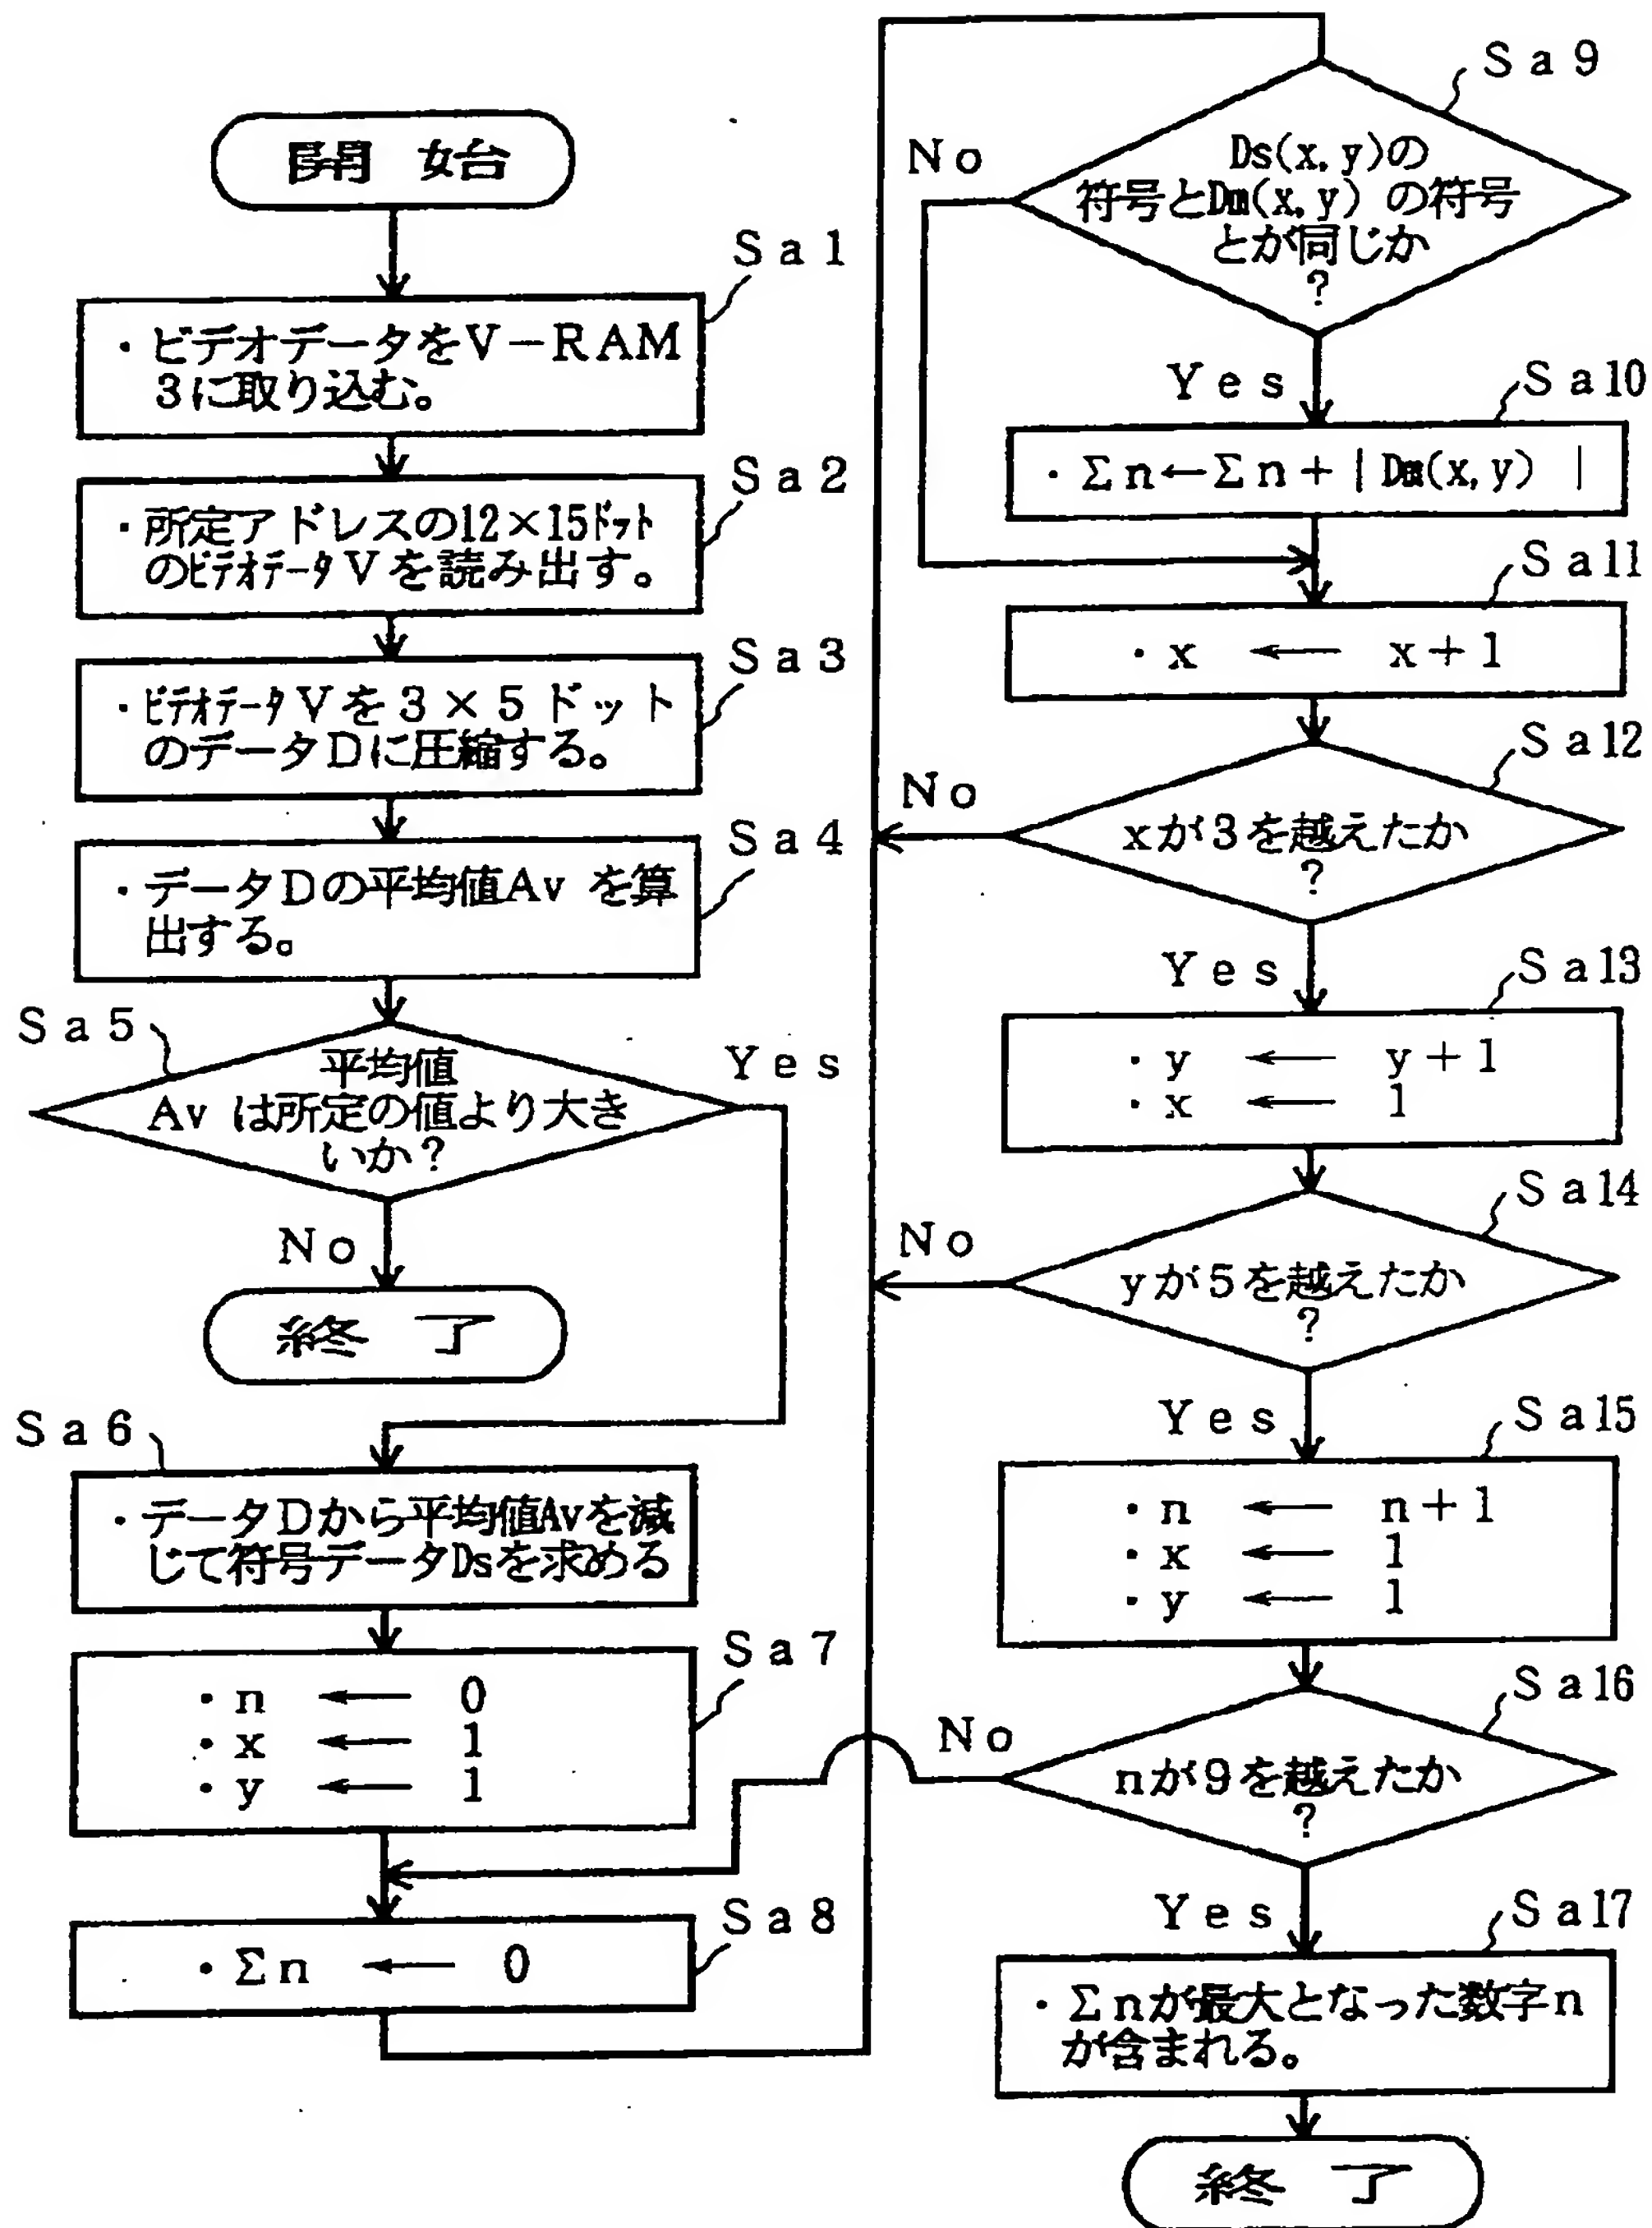 開始
Sa1
・ビデオデータをV－RAM
3に取り込む。
Sa2
・所定アドレスの12×15ﾄﾞｯﾄ
のﾋﾞﾃﾞｵﾃﾞｰﾀVを読み出す。
Sa3
・ﾋﾞﾃﾞｵﾃﾞｰﾀVを3×5ドット
のデータDに圧縮する。
Sa4
・データDの平均値Avを算
出する。
Sa5
平均値
Avは所定の値より大き
いか?
Yes
No
終了
Sa6
・データDから平均値Avを減
じて符号データDsを求める
Sa7
・n ← 0
・x ← 1
・y ← 1
Sa8
・Σn ← 0
Sa9
Ds(x,y)の
符号とDm(x,y)の符号
とが同じか
?
No
Yes
Sa10
・Σn←Σn+|Dm(x,y)|
Sa11
・x ← x+1
Sa12
xが3を越えたか
?
No
Yes
Sa13
・y ← y+1
・x ← 1
Sa14
yが5を越えたか
?
No
Yes
Sa15
・n ← n+1
・x ← 1
・y ← 1
Sa16
nが9を越えたか
?
No
Yes
Sa17
・Σnが最大となった数字n
が含まれる。
終了